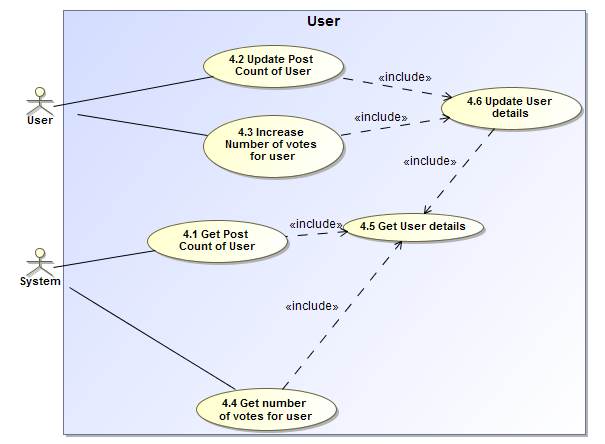 User
4.2 Update Post
Count of User
«include»
4.6 Update User
details
User
4.3 Increase
Number of votes
for user
«include»
«include»
4.1 Get Post
Count of User
«include»
4.5 Get User details
System
«include»
4.4 Get number
of votes for user